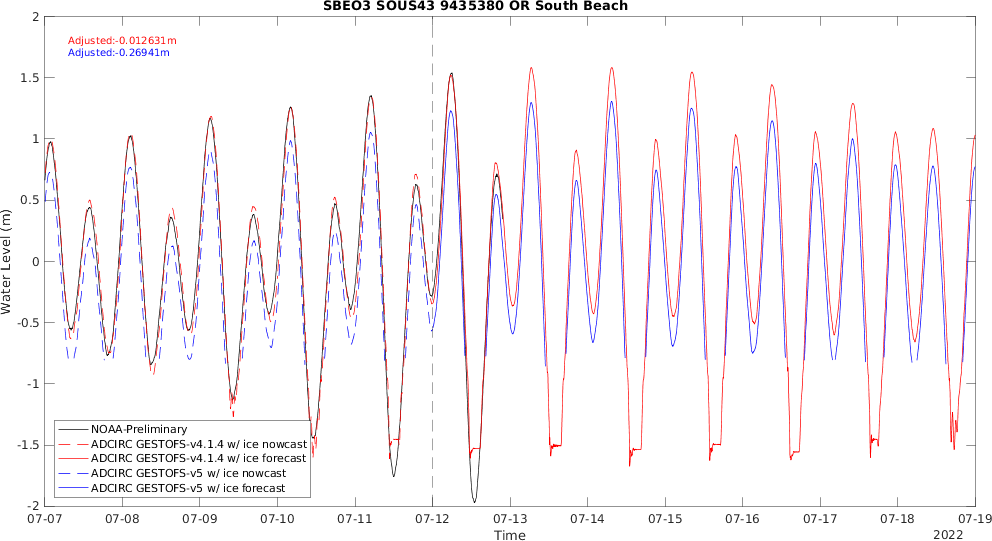 SBEO3 SOUS43 9435380 OR South Beach
Adjusted:-0.012631m
Adjusted:-0.26941m
2
1.5
1
0.5
0
-0.5
-1
-1.5
-2
Water Level (m)
NOAA-Preliminary
ADCIRC GESTOFS-v4.1.4 w/ ice nowcast
ADCIRC GESTOFS-v4.1.4 w/ ice forecast
ADCIRC GESTOFS-v5 w/ ice nowcast
ADCIRC GESTOFS-v5 w/ ice forecast
07-07 07-08 07-09 07-10 07-11 07-12 07-13 07-14 07-15 07-16 07-17 07-18 07-19
Time
2022